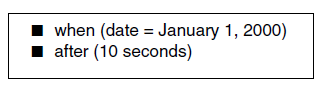 ■ when (date = January 1, 2000)
■ after (10 seconds)